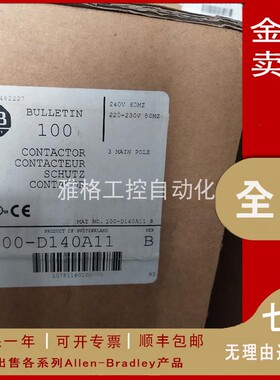 金
卖
BULLETIN
100
240V 60HZ
220-230V 50HZ
CONTACTOR
CONTACTEUR
SCHUTZ
3 MAIN POLE
雅格工控自动化
全
CE
MAT NO. 100-D140A11 B
PRODUCT OF SWITZERLAND
00-D140A11
B
七
无理由
保一年 | 可开专票 | 顺丰包邮
出售各系列Allen-Bradley产品